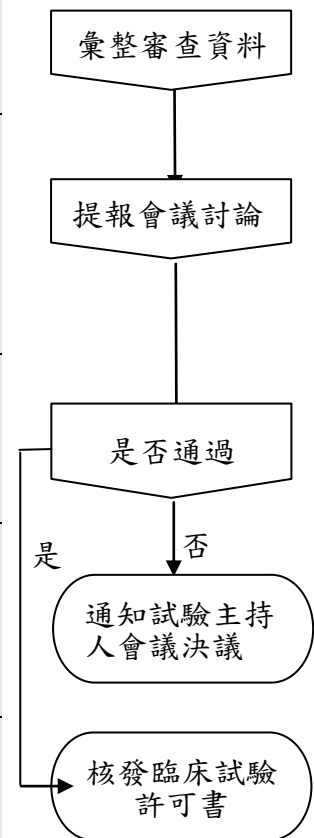 彙整審查資料
提報會議討論
是否通過
是
否
通知試驗主持
人會議決議
核發臨床試驗
許可書